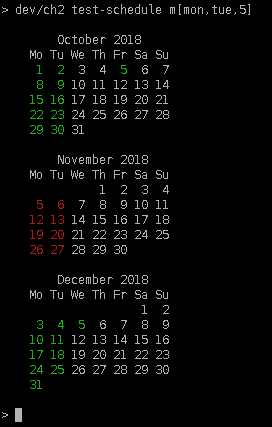 > dev/ch2 test-schedule m[mon,tue,5]
October 2018
Mo Tu We Th Fr Sa Su
1 2 3 4 5 6 7
8 9 10 11 12 13 14
15 16 17 18 19 20 21
22 23 24 25 26 27 28
29 30 31
November 2018
Mo Tu We Th Fr Sa Su
1 2 3 4
5 6 7 8 9 10 11
12 13 14 15 16 17 18
19 20 21 22 23 24 25
26 27 28 29 30
December 2018
Mo Tu We Th Fr Sa Su
1 2
3 4 5 6 7 8 9
10 11 12 13 14 15 16
17 18 19 20 21 22 23
24 25 26 27 28 29 30
31
>